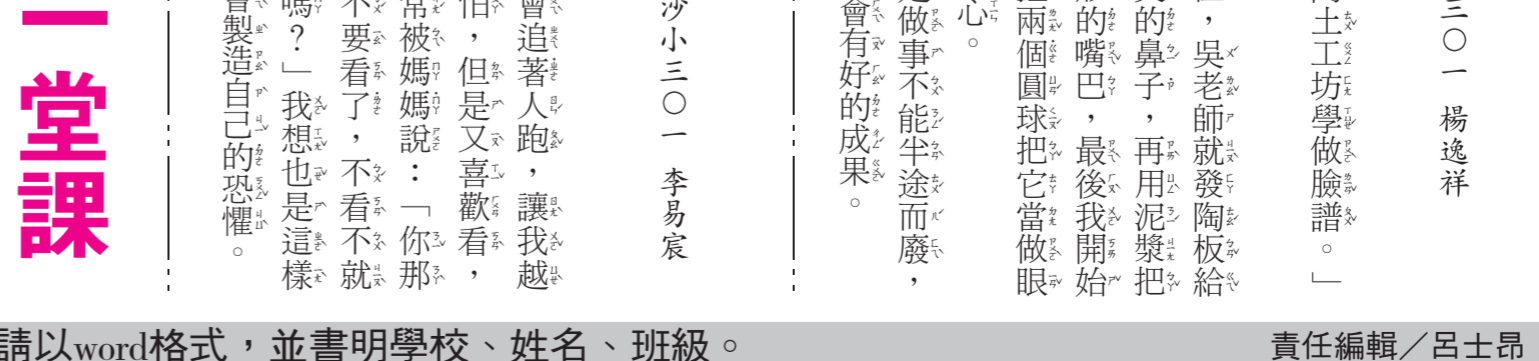 三〇一 楊逸祥
土工坊學做臉譜。」
，吳老師就發陶板給
的鼻子，再用泥漿把
的嘴巴，最後我開始
兩個圓球把它當做眼
心。
做事不能半途而廢，
會有好的成果。
沙小三〇一 李易宸
會追著人跑，讓我越
怕，但是又喜歡看，
常被媽媽說：「你那
不要看了，不看不就
嗎？」我想也是這樣
會製造自己的恐懼。
一堂課
請以word格式，並書明學校、姓名、班級。
責任編輯／呂士昂